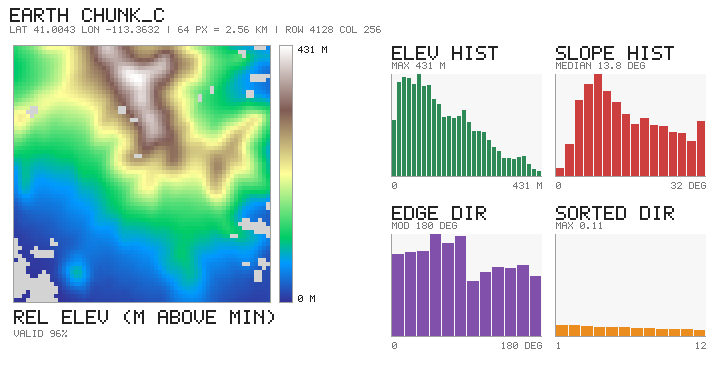 EARTH CHUNK_C
LAT 41.0043 LON -113.3632 | 64 PX = 2.56 KM | ROW 4128 COL 256
431 M
0 M
REL ELEV (M ABOVE MIN)
VALID 96%
ELEV HIST
MAX 431 M
0 431 M
SLOPE HIST
MEDIAN 13.8 DEG
0 32 DEG
EDGE DIR
MOD 180 DEG
0 180 DEG
SORTED DIR
MAX 0.11
1 12